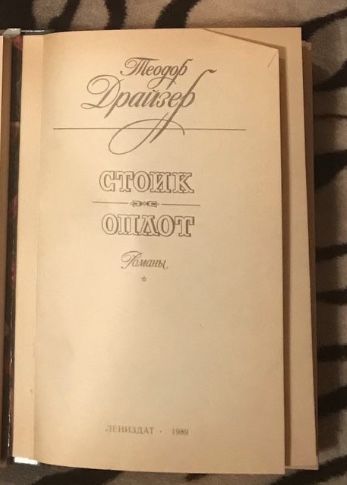 Теодор
Драйзер
СТОИК
ОПЛОТ
Романы
ЛЕНИЗДАТ · 1989